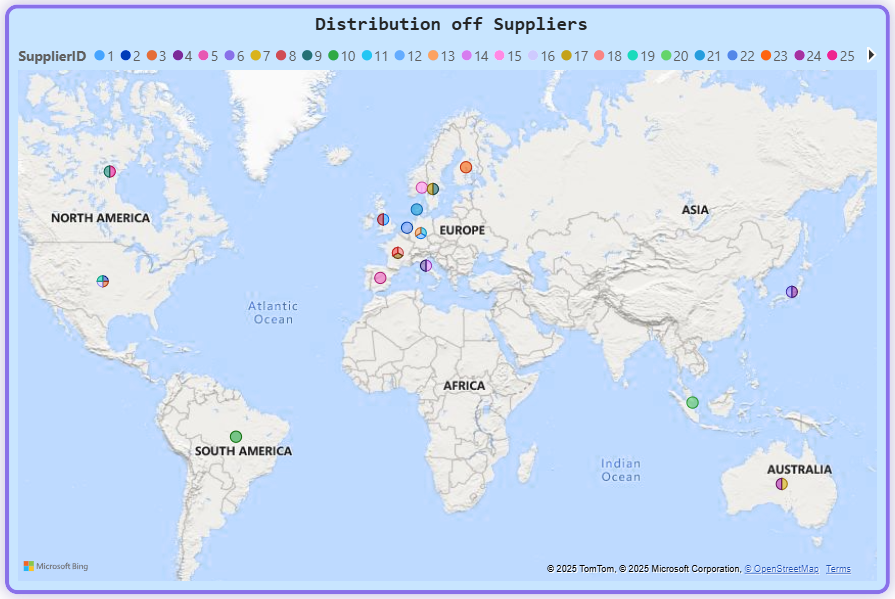 Distribution off Suppliers
SupplierID 1 2 3 4 5 6 7 8 9 10 11 12 13 14 15 16 17 18 19 20 21 22 23 24 25
NORTH AMERICA
ASIA
EUROPE
Atlantic
Ocean
AFRICA
SOUTH AMERICA
Indian
Ocean
AUSTRALIA
Microsoft Bing
© 2025 TomTom, © 2025 Microsoft Corporation, © OpenStreetMap Terms